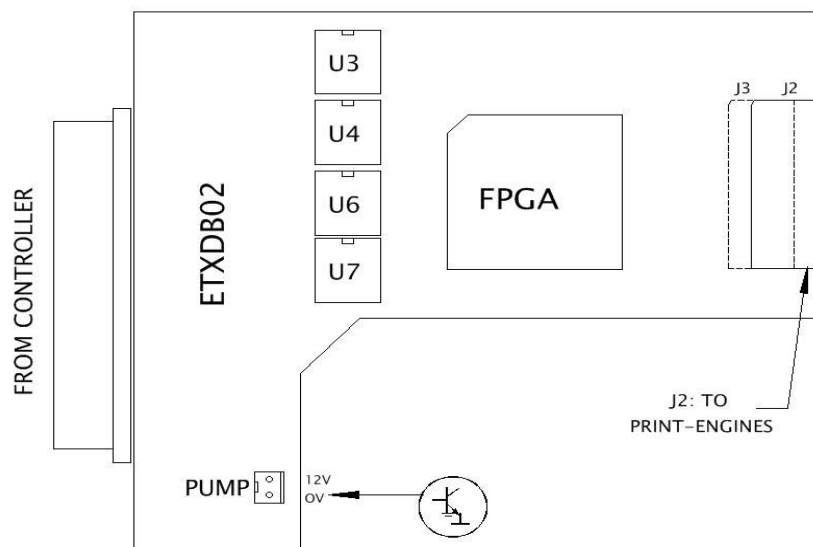 U3
U4
U6
U7
FPGA
J3 J2
ETXDB02
FROM CONTROLLER
J2: TO
PRINT-ENGINES
PUMP
12V
0V